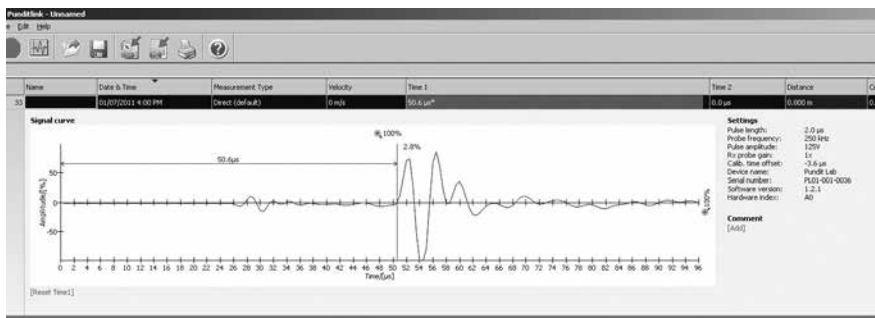 Punditlink - Unnamed
Edit Help
Name Date & Time Measurement Type Velocity Time 1 Time 2 Distance
33 01/07/2011 4:00 PM Direct (default) 0 m/s 50.6 µs* 0.0 µs 0.000 m 0.
Signal curve
100%
2.8%
50.6µs
Amplitude[%]
50
0
-50
100%
0 2 4 6 8 10 12 14 16 18 20 22 24 26 28 30 32 34 36 38 40 42 44 46 48 50 52 54 56 58 60 62 64 66 68 70 72 74 76 78 80 82 84 86 88 90 92 94 96
Time[µs]
[Reset Time1]
Settings
Pulse length: 2.0 µs
Probe frequency: 250 kHz
Pulse amplitude: 125V
Rx probe gain: 1x
Calib. time offset: -3.6 µs
Device name: Pundit Lab
Serial number: PL01-001-0036
Software version: 1.2.1
Hardware index: A0
Comment
[Add]